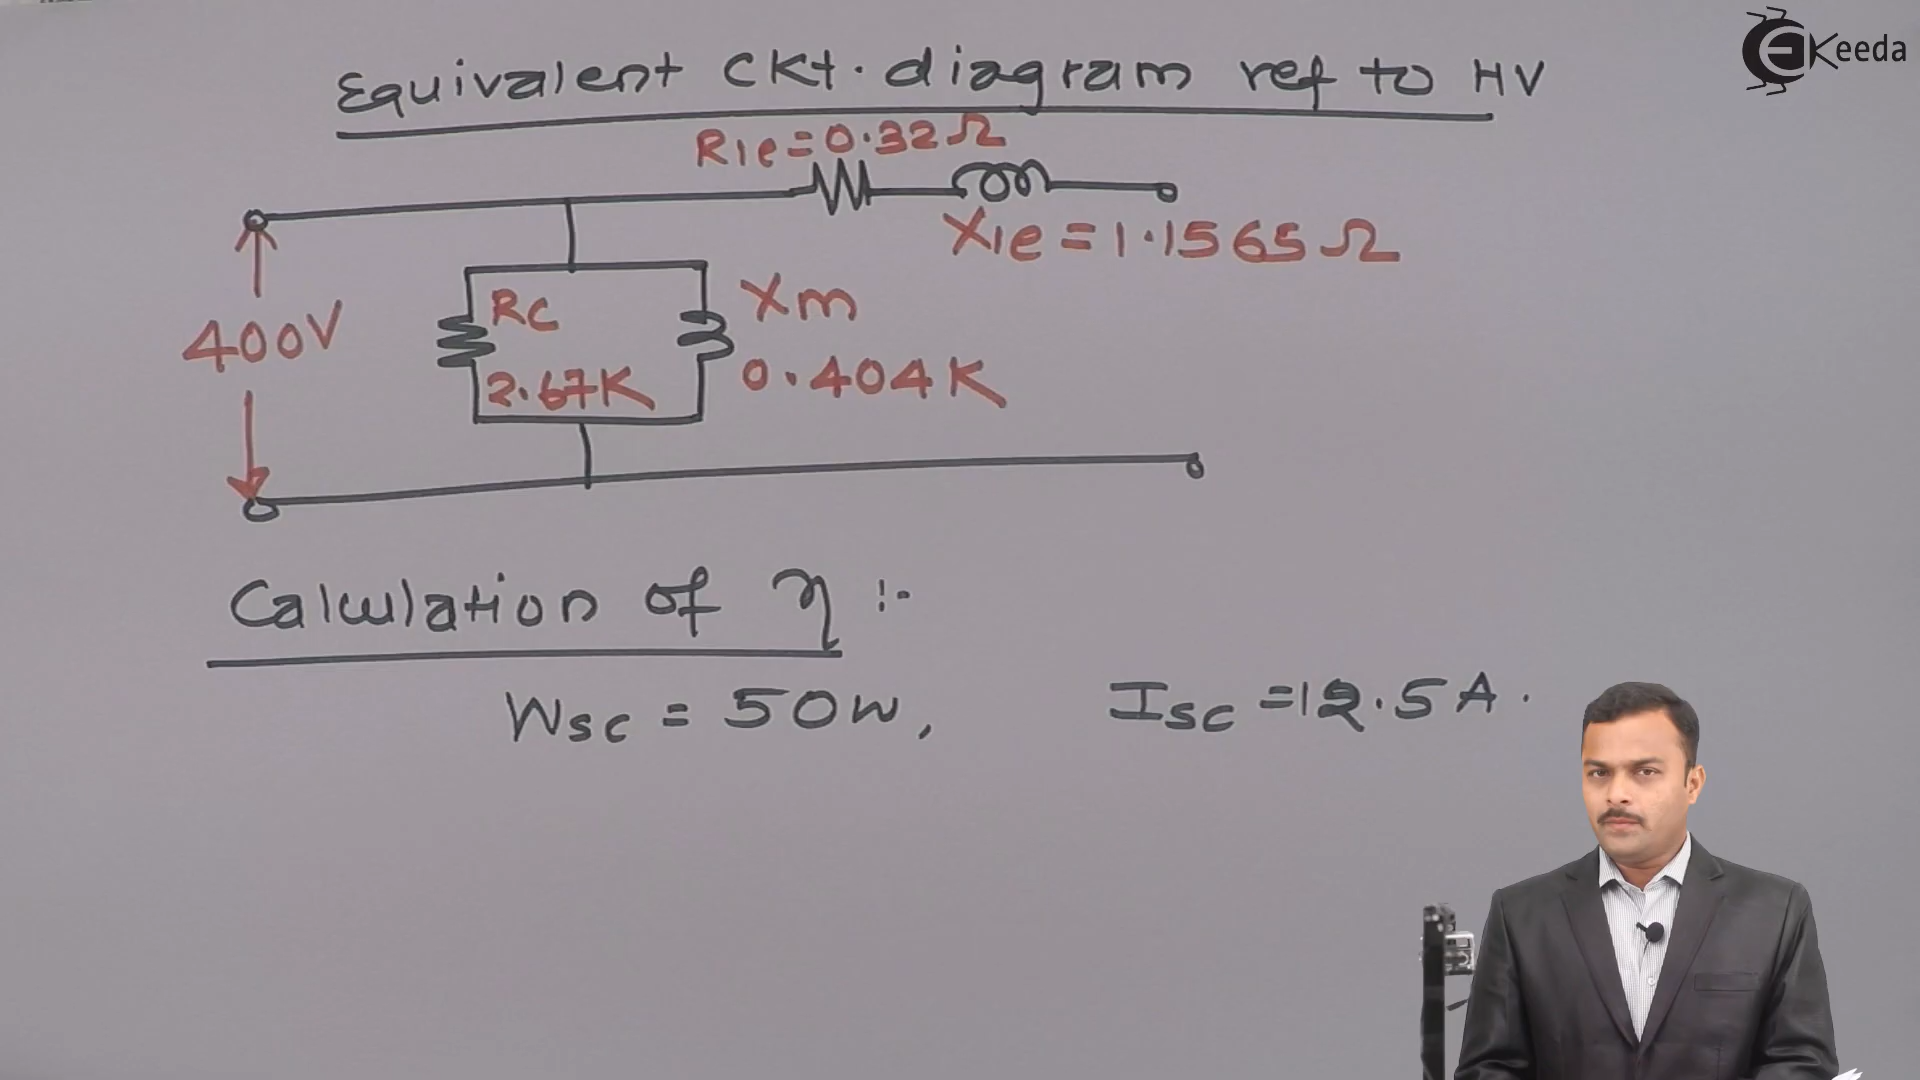 Equivalent CKt. diagram ref to HV
EKeeda
R1e=0.32Ω
X1e=1.1565Ω
400V
RC
2.67K
Xm
0.404K
Calculation of η :-
Wsc = 50W, Isc =12.5A.